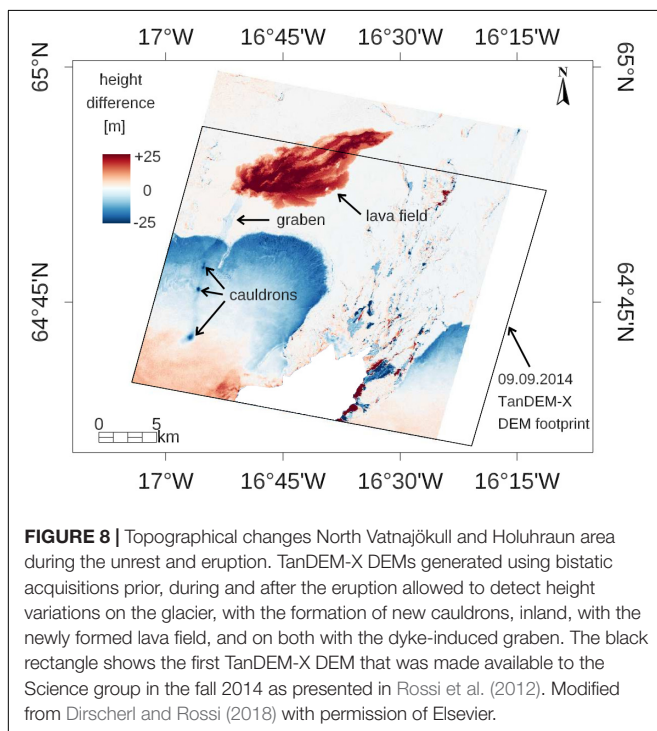 17°W 16°45'W 16°30'W 16°15'W
65°N
65°N
N
height
difference
[m]
+25
0
-25
graben
lava field
cauldrons
64°45'N
64°45'N
09.09.2014
TanDEM-X
DEM footprint
0 5
km
17°W 16°45'W 16°30'W 16°15'W
FIGURE 8 | Topographical changes North Vatnajökull and Holuhraun area
during the unrest and eruption. TanDEM-X DEMs generated using bistatic
acquisitions prior, during and after the eruption allowed to detect height
variations on the glacier, with the formation of new cauldrons, inland, with the
newly formed lava field, and on both with the dyke-induced graben. The black
rectangle shows the first TanDEM-X DEM that was made available to the
Science group in the fall 2014 as presented in Rossi et al. (2012). Modified
from Dirscherl and Rossi (2018) with permission of Elsevier.